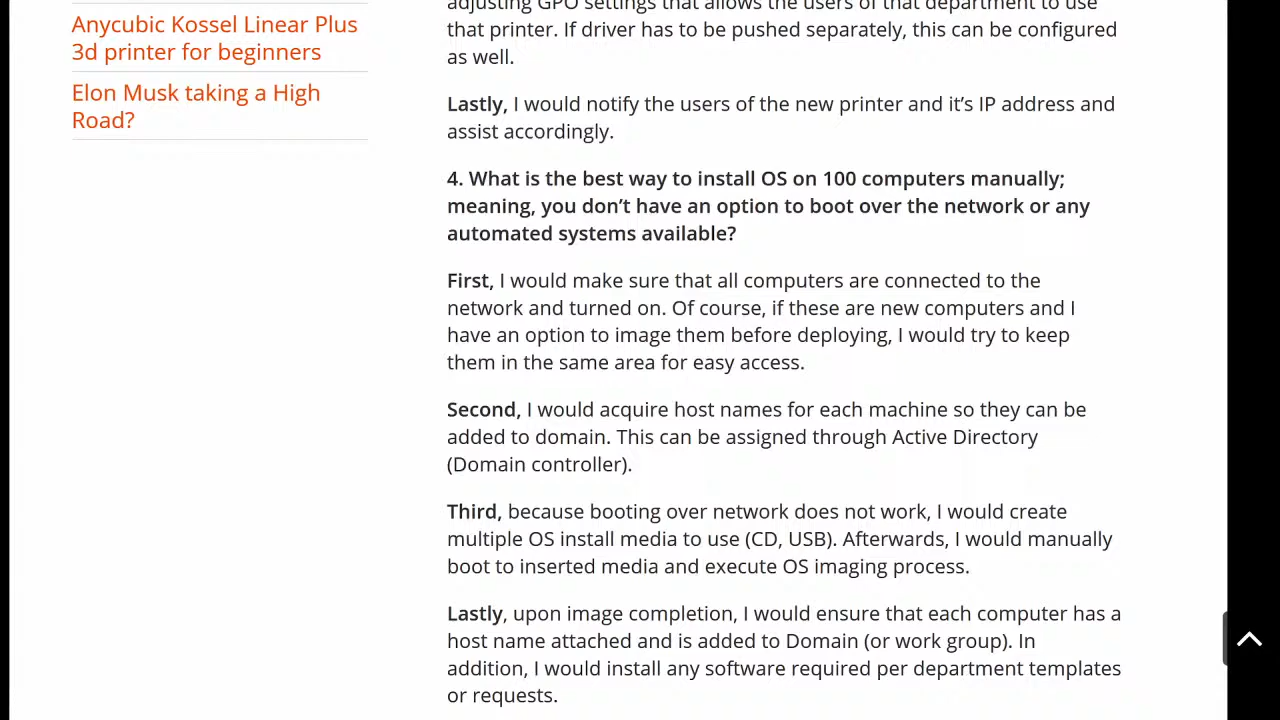 Anycubic Kossel Linear Plus
3d printer for beginners
Elon Musk taking a High
Road?
adjusting GPO settings that allows the users of that department to use
that printer. If driver has to be pushed separately, this can be configured
as well.
Lastly, I would notify the users of the new printer and it’s IP address and
assist accordingly.
4. What is the best way to install OS on 100 computers manually;
meaning, you don’t have an option to boot over the network or any
automated systems available?
First, I would make sure that all computers are connected to the
network and turned on. Of course, if these are new computers and I
have an option to image them before deploying, I would try to keep
them in the same area for easy access.
Second, I would acquire host names for each machine so they can be
added to domain. This can be assigned through Active Directory
(Domain controller).
Third, because booting over network does not work, I would create
multiple OS install media to use (CD, USB). Afterwards, I would manually
boot to inserted media and execute OS imaging process.
Lastly, upon image completion, I would ensure that each computer has a
host name attached and is added to Domain (or work group). In
addition, I would install any software required per department templates
or requests.